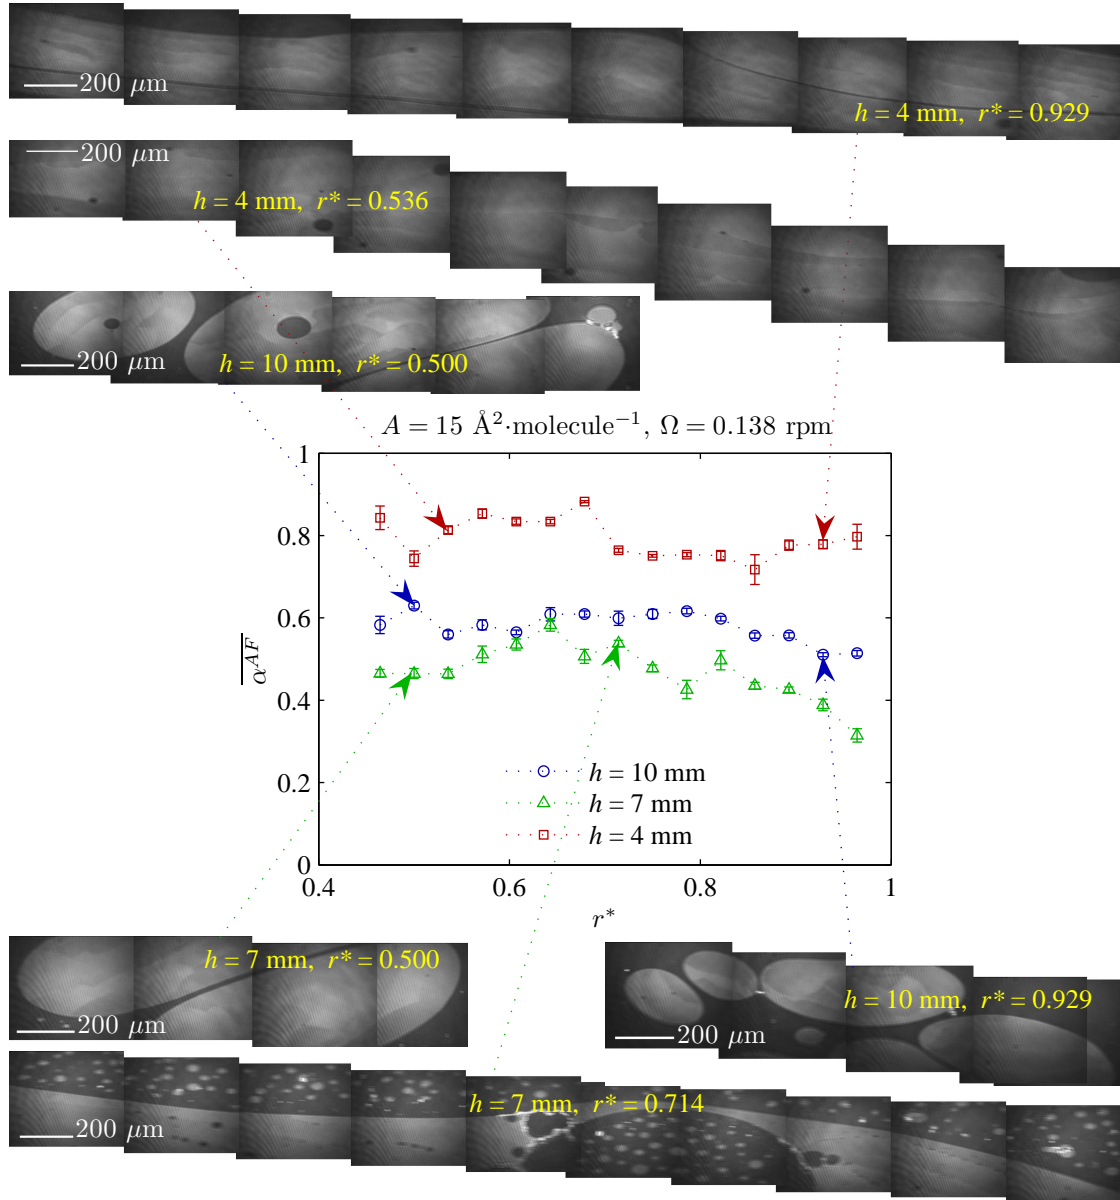 200 μm
h = 4 mm, r* = 0.929
200 μm
h = 4 mm, r* = 0.536
h = 10 mm, r* = 0.500
200 μm
A = 15 Å²·molecule⁻¹, Ω = 0.138 rpm
1
0.8
0.6
0.4
0.2
0
α^{AF}
h = 10 mm
h = 7 mm
h = 4 mm
0.4 0.6 0.8 1
r*
h = 7 mm, r* = 0.500
200 μm
h = 10 mm, r* = 0.929
200 μm
h = 7 mm, r* = 0.714
200 μm